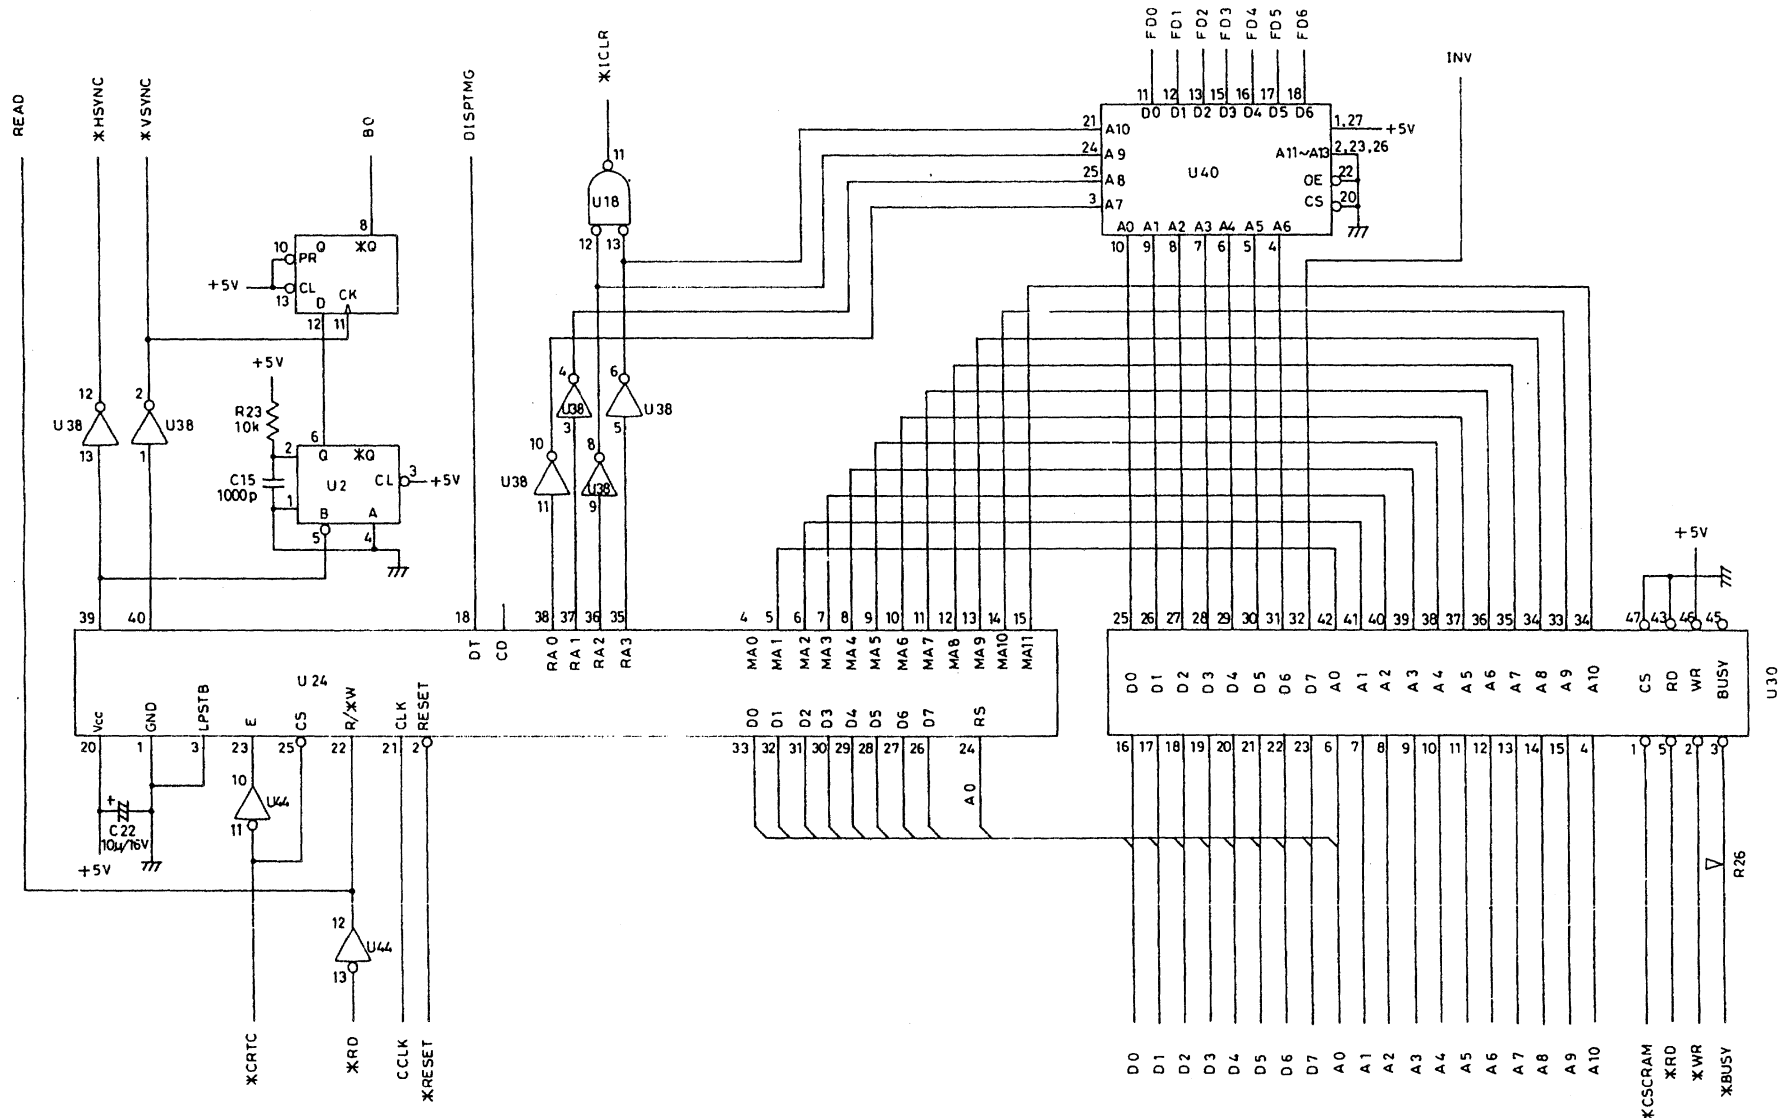 READ
*HSYNC
*VSYNC
B0
DISPTMG
*ICLR
FD0
FD1
FD2
FD3
FD4
FD5
FD6
INV
11
12
13
15
16
17
18
D0
D1
D2
D3
D4
D5
D6
21
A10
24
A9
25
A8
3
A7
U40
1,27
+5V
A11~A13
2,23,26
OE
22
CS
20
A0
A1
A2
A3
A4
A5
A6
10
9
8
7
6
5
4
11
U18
12
13
8
10
Q
*Q
PR
+5V
CL
13
D
CK
12
11
+5V
R23
10k
12
U38
13
2
U38
1
6
2
Q
*Q
C15
1000p
U2
CL
3
+5V
1
B
A
5
4
4
U38
3
6
U38
5
10
U38
11
8
U38
9
39
40
18
38
37
36
35
4
5
6
7
8
9
10
11
12
13
14
15
DT
CD
RA0
RA1
RA2
RA3
MA0
MA1
MA2
MA3
MA4
MA5
MA6
MA7
MA8
MA9
MA10
MA11
U24
Vcc
GND
LPSTB
E
CS
R/*W
CLK
RESET
D0
D1
D2
D3
D4
D5
D6
D7
RS
20
1
3
23
25
22
21
2
33
32
31
30
29
28
27
26
24
A0
+
C22
10μ/16V
+5V
10
U44
11
12
U44
13
*CRTC
*RD
CCLK
*RESET
+5V
25
26
27
28
29
30
31
32
42
41
40
39
38
37
36
35
34
33
34
47
43
46
45
D0
D1
D2
D3
D4
D5
D6
D7
A0
A1
A2
A3
A4
A5
A6
A7
A8
A9
A10
CS
RD
WR
BUSY
U30
16
17
18
19
20
21
22
23
6
7
8
9
10
11
12
13
14
15
4
1
5
2
3
R26
D0
D1
D2
D3
D4
D5
D6
D7
A0
A1
A2
A3
A4
A5
A6
A7
A8
A9
A10
*CSCRAM
*RD
*WR
*BUSY